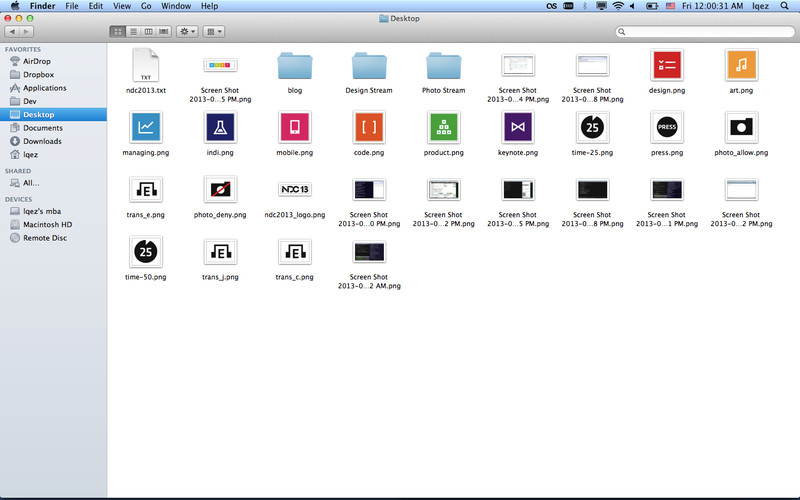 Finder File Edit View Go Window Help Fri 12:00:31 AM lqez
Desktop
FAVORITES
AirDrop
Dropbox
Applications
Dev
Desktop
Documents
Downloads
lqez
SHARED
All...
DEVICES
lqez's mba
Macintosh HD
Remote Disc
TXT
ndc2013.txt
Screen Shot
2013-0...5 PM.png
blog
Design Stream
Photo Stream
Screen Shot
2013-0...4 PM.png
Screen Shot
2013-0...8 PM.png
design.png
art.png
managing.png
indi.png
mobile.png
code.png
product.png
keynote.png
25
time-25.png
PRESS
press.png
photo_allow.png
E
trans_e.png
photo_deny.png
NDC 13
ndc2013_logo.png
Screen Shot
2013-0...0 PM.png
Screen Shot
2013-0...2 PM.png
Screen Shot
2013-0...5 PM.png
Screen Shot
2013-0...8 PM.png
Screen Shot
2013-0...1 PM.png
Screen Shot
2013-0...2 PM.png
25
time-50.png
E
trans_j.png
E
trans_c.png
Screen Shot
2013-0...2 AM.png